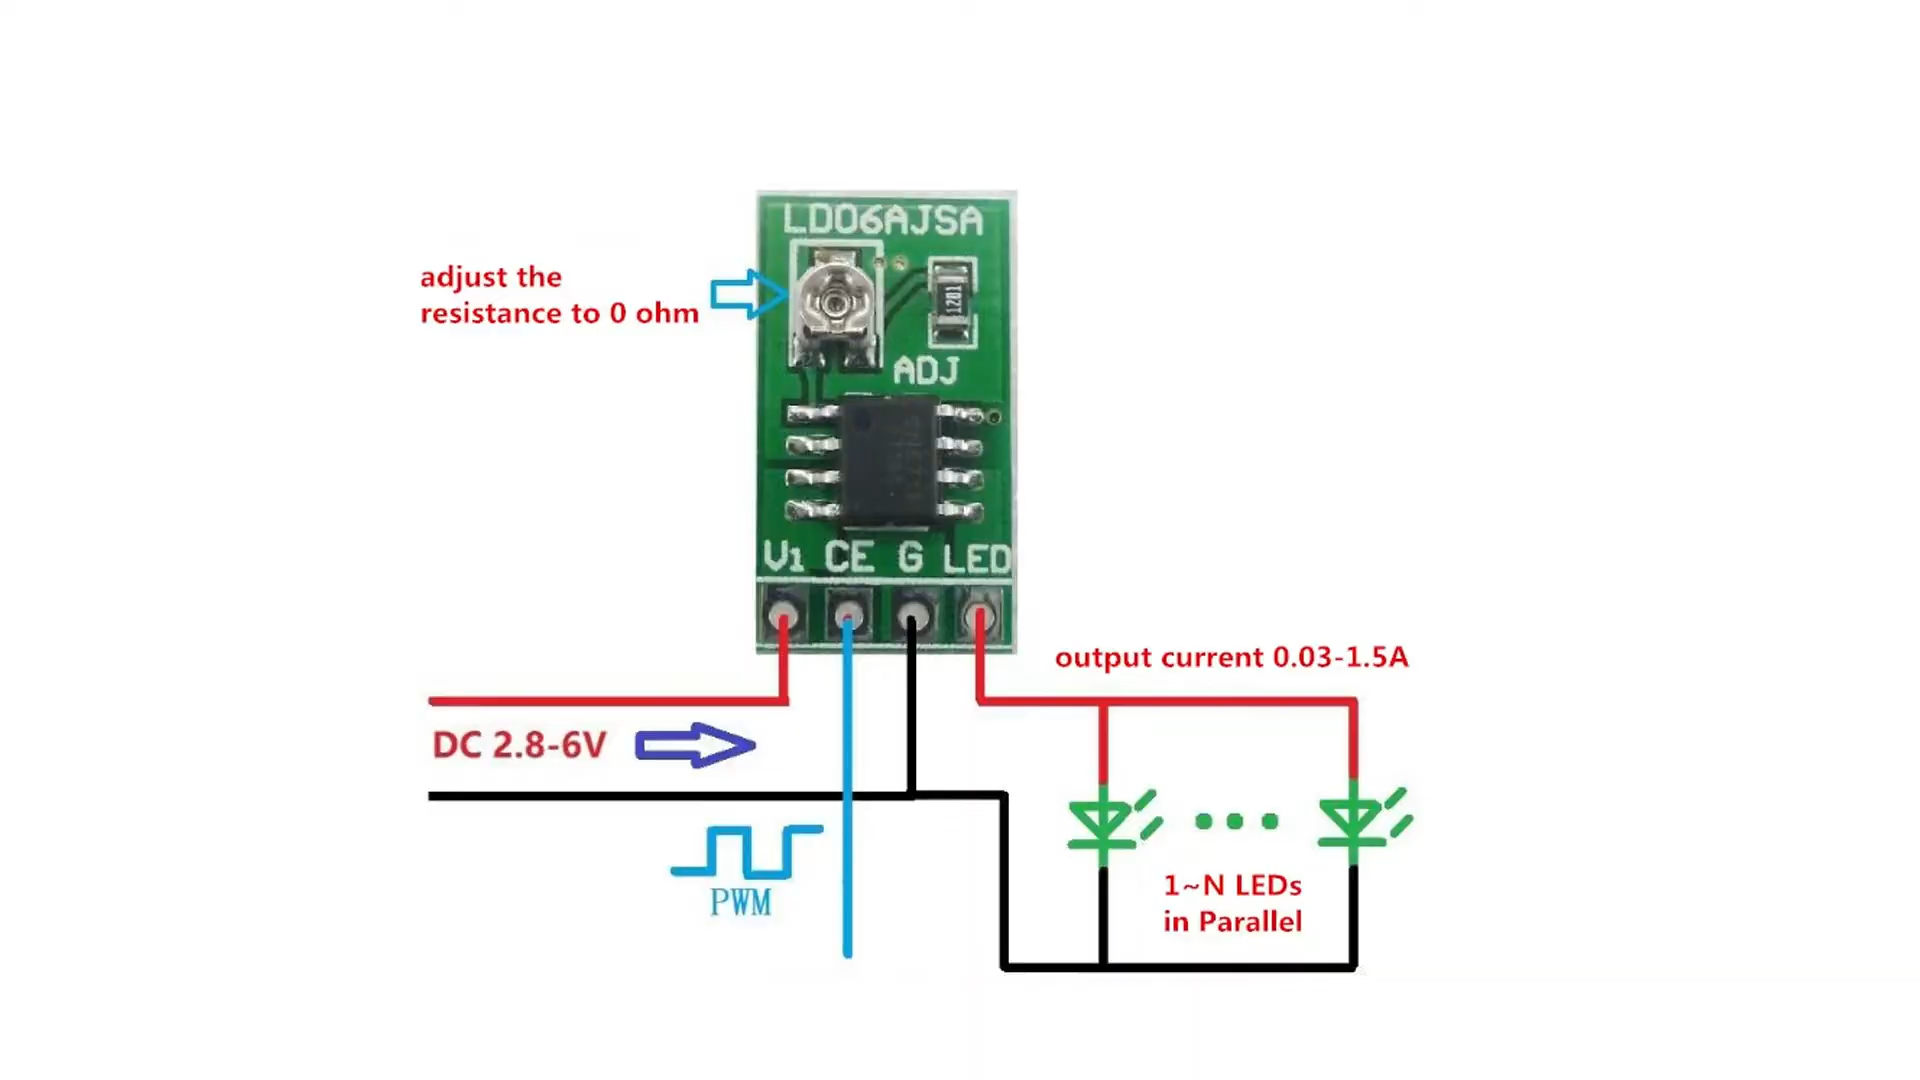 LD06AJSA
adjust the
resistance to 0 ohm
1201
ADJ
V1 CE G LED
output current 0.03-1.5A
DC 2.8-6V
PWM
1~N LEDs
in Parallel